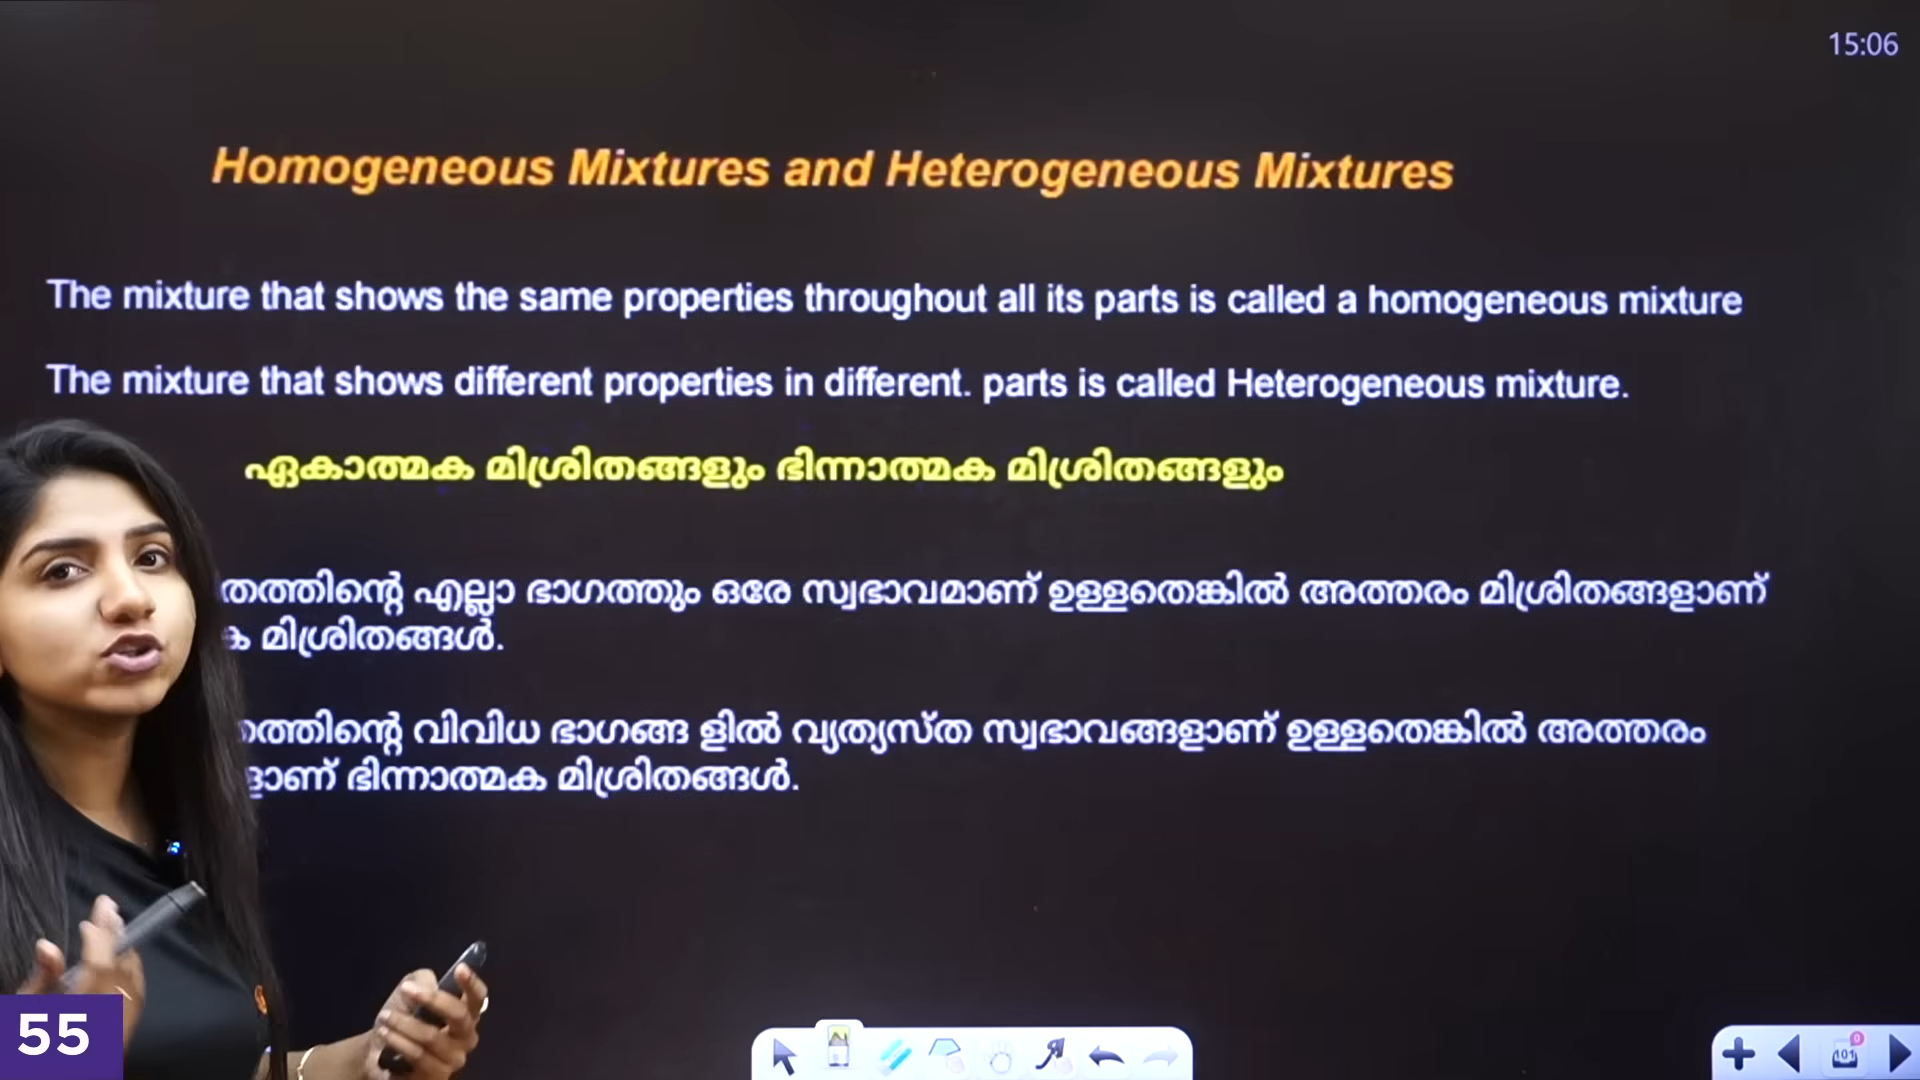 15:06
Homogeneous Mixtures and Heterogeneous Mixtures
The mixture that shows the same properties throughout all its parts is called a homogeneous mixture
The mixture that shows different properties in different. parts is called Heterogeneous mixture.
ഏകാത്മക മിശ്രിതങ്ങളും ഭിന്നാത്മക മിശ്രിതങ്ങളും
എല്ലാ ഭാഗത്തും ഒരേ സ്വഭാവമാണ് ഉള്ളതെങ്കിൽ അത്തരം മിശ്രിതങ്ങളാണ്
മിശ്രിതങ്ങൾ.
വിവിധ ഭാഗങ്ങ ളിൽ വ്യത്യസ്ത സ്വഭാവങ്ങളാണ് ഉള്ളതെങ്കിൽ അത്തരം
ഭിന്നാത്മക മിശ്രിതങ്ങൾ.
55
101
0